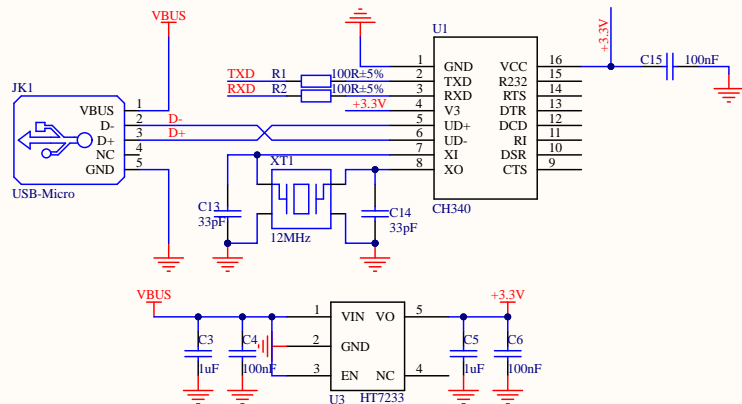 VBUS
JK1
VBUS 1
D- 2 D-
D+ 3 D+
NC 4
GND 5
USB-Micro
U1
1 GND VCC 16
TXD R1 100R±5% 2 TXD R232 15
RXD R2 100R±5% 3 RXD RTS 14
+3.3V 4 V3 DTR 13
5 UD+ DCD 12
6 UD- RI 11
7 XI DSR 10
8 XO CTS 9
CH340
+3.3V
C15 100nF
XT1
C13
33pF
12MHz
C14
33pF
VBUS
+3.3V
1 VIN VO 5
2 GND
3 EN NC 4
U3 HT7233
C3
1uF
C4
100nF
C5
1uF
C6
100nF